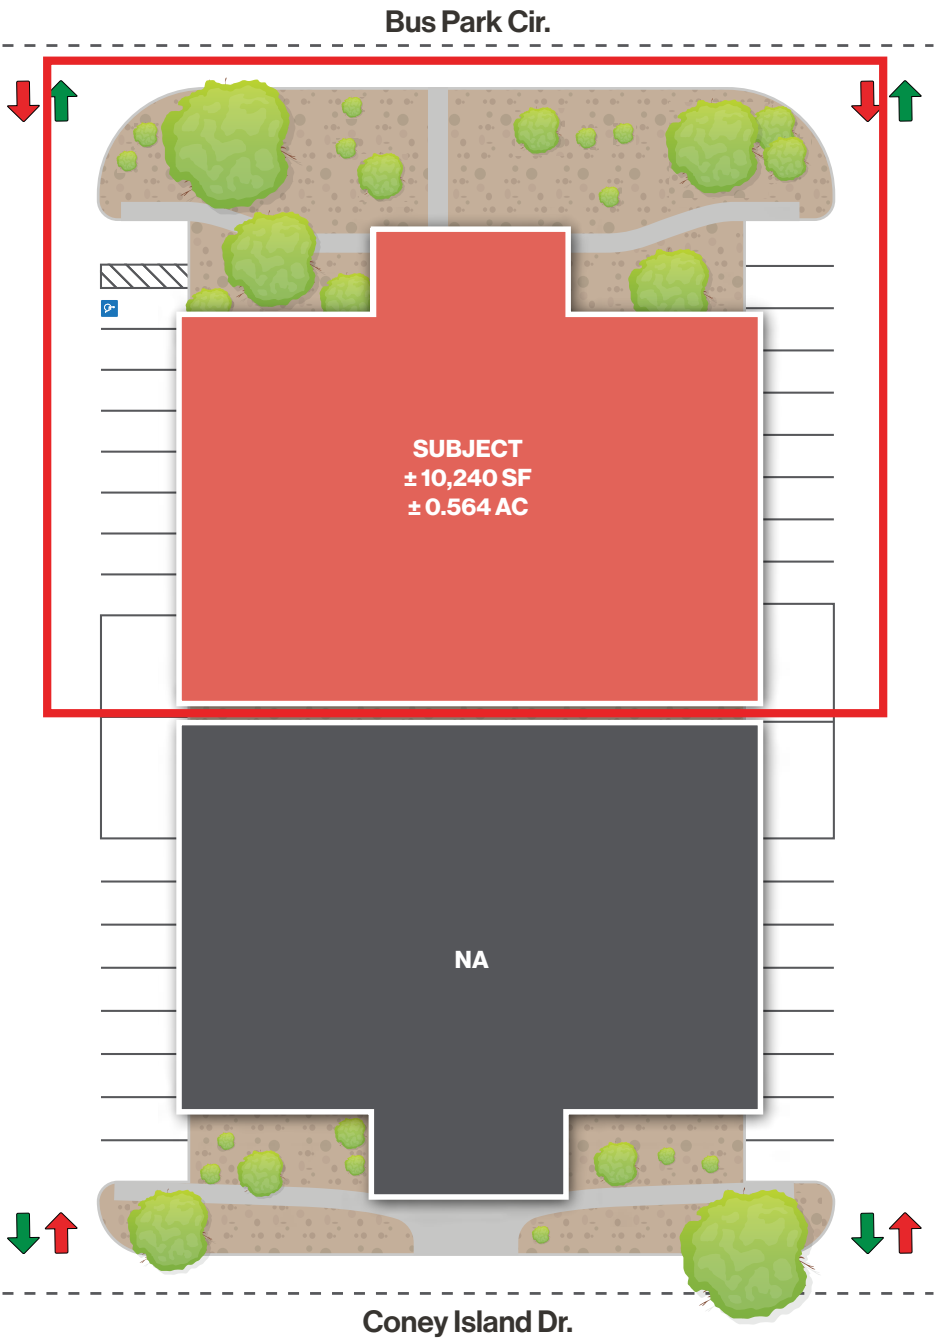 Bus Park Cir.
SUBJECT
± 10,240 SF
± 0.564 AC
NA
Coney Island Dr.